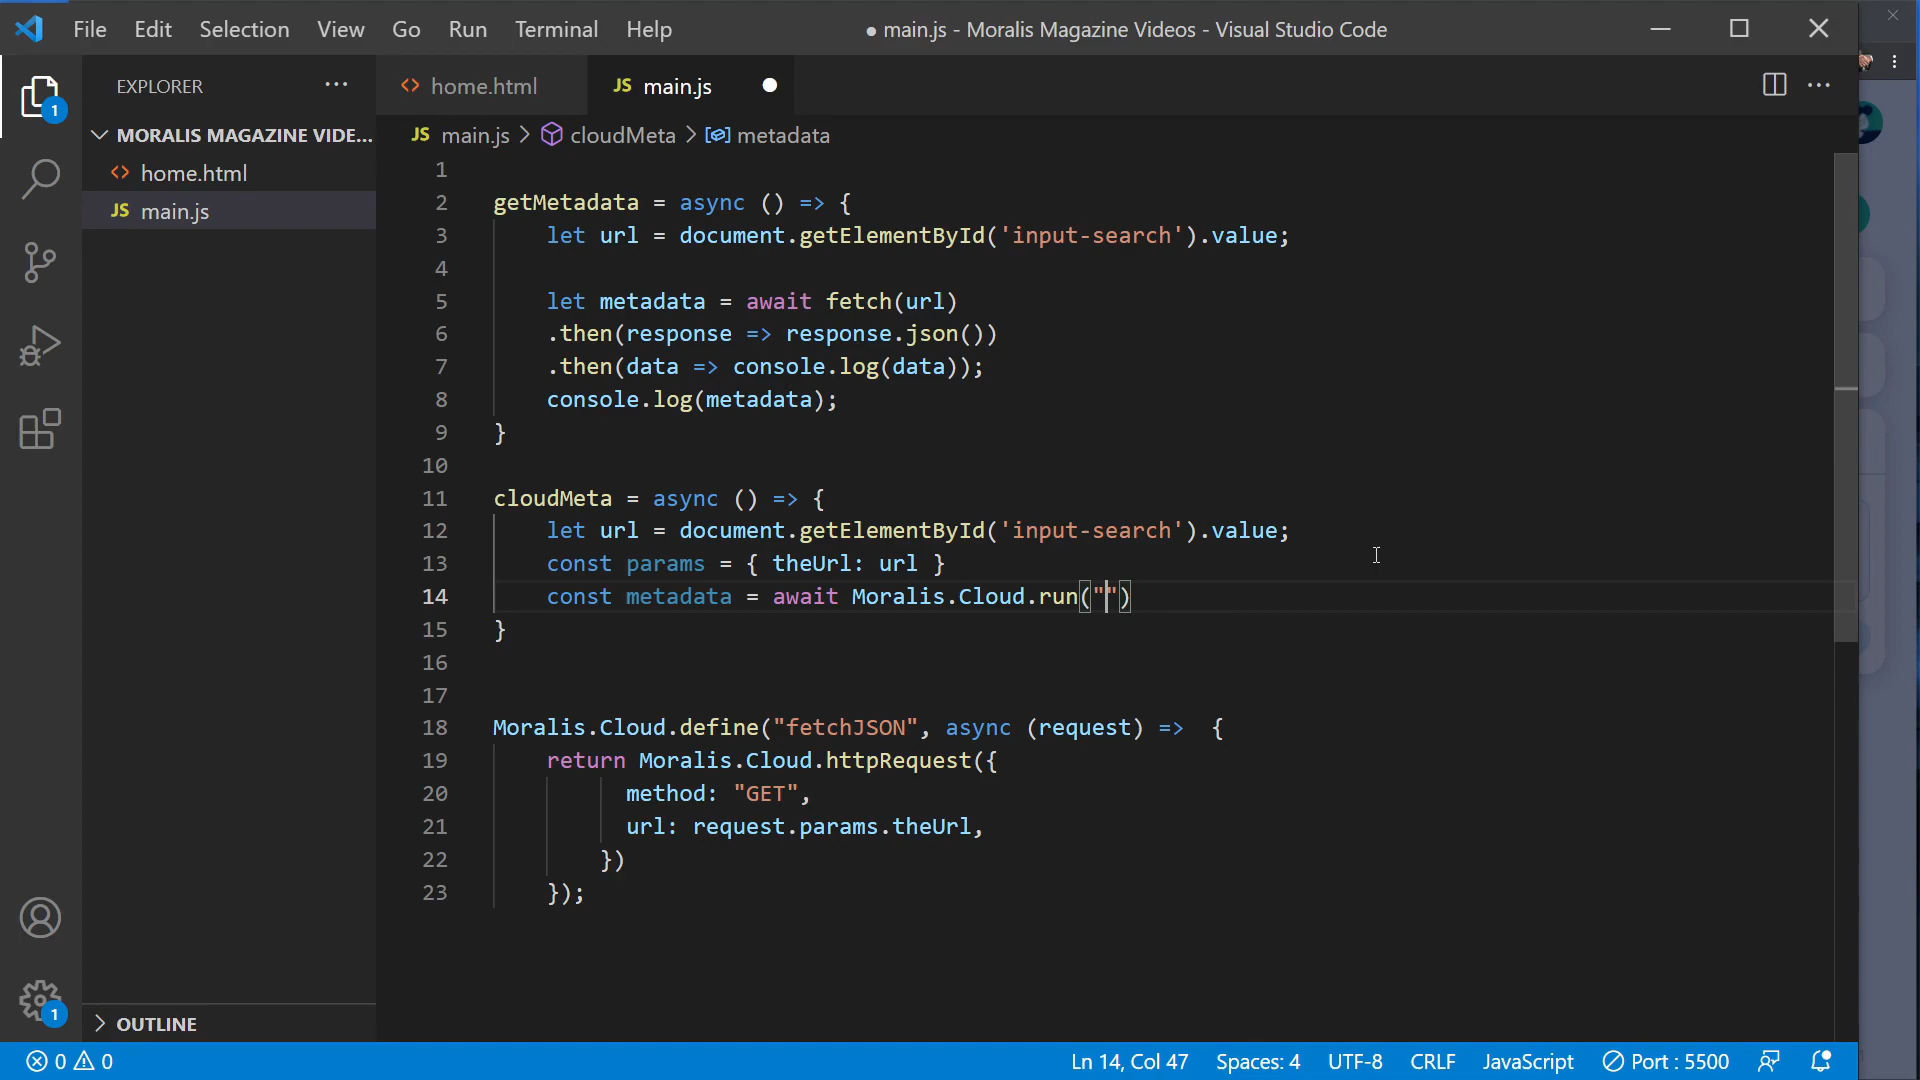 File Edit Selection View Go Run Terminal Help ● main.js - Moralis Magazine Videos - Visual Studio Code
EXPLORER ···
1
MORALIS MAGAZINE VIDE...
<> home.html
JS main.js
OUTLINE
1
<> home.html JS main.js ●
JS main.js > cloudMeta > metadata
1
2 getMetadata = async () => {
3 let url = document.getElementById('input-search').value;
4
5 let metadata = await fetch(url)
6 .then(response => response.json())
7 .then(data => console.log(data));
8 console.log(metadata);
9 }
10
11 cloudMeta = async () => {
12 let url = document.getElementById('input-search').value;
13 const params = { theUrl: url }
14 const metadata = await Moralis.Cloud.run("")
15 }
16
17
18 Moralis.Cloud.define("fetchJSON", async (request) => {
19 return Moralis.Cloud.httpRequest({
20 method: "GET",
21 url: request.params.theUrl,
22 })
23 });
0 0 Ln 14, Col 47 Spaces: 4 UTF-8 CRLF JavaScript Port : 5500